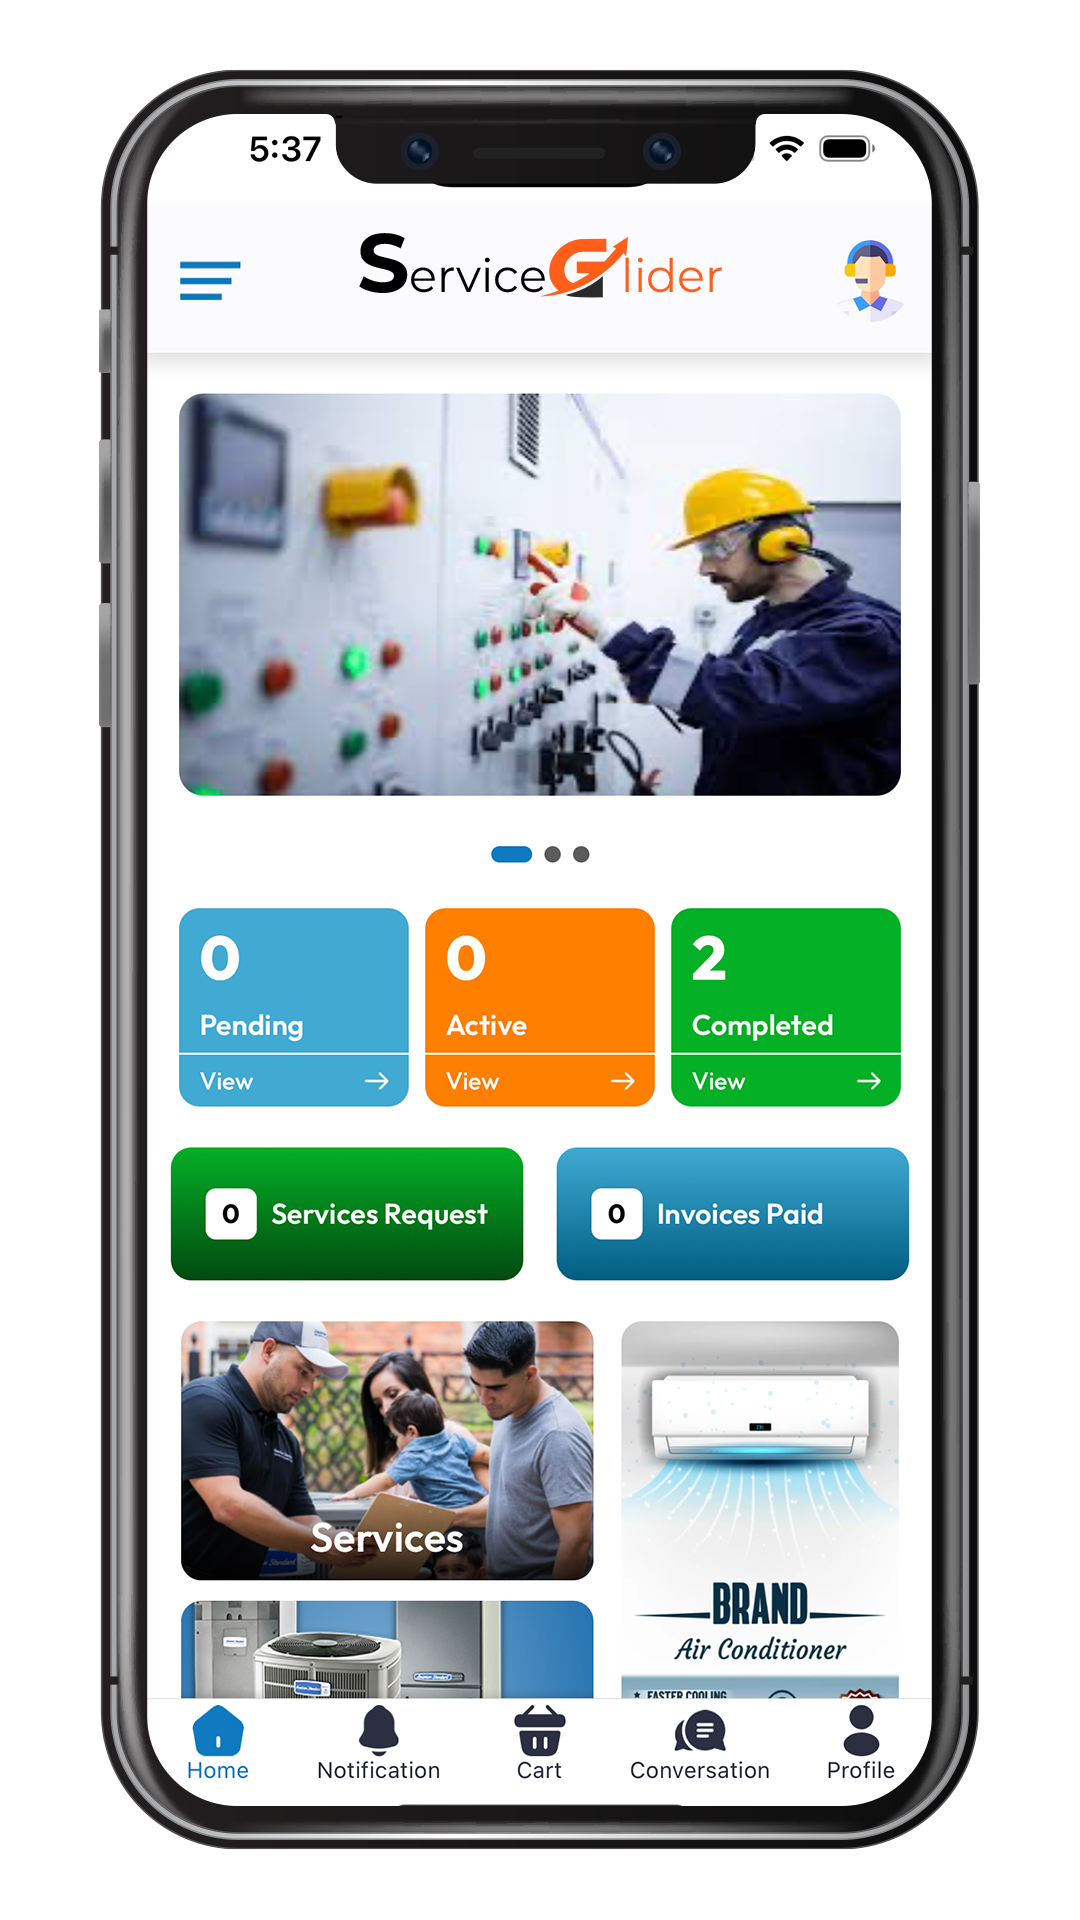 5:37
ServiceGlider
0
Pending
View
0
Active
View
2
Completed
View
0 Services Request
0 Invoices Paid
Services
BRAND
Air Conditioner
FASTER COOLING
Home
Notification
Cart
Conversation
Profile